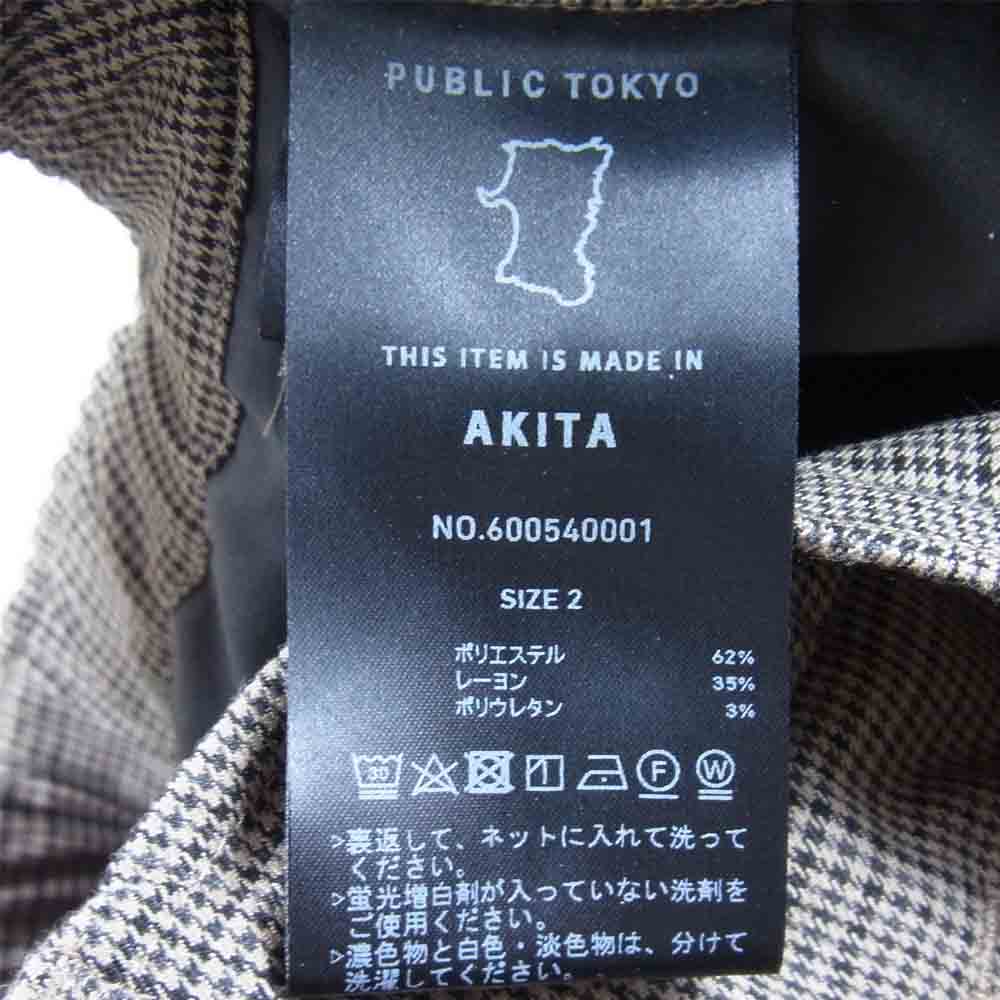 PUBLIC TOKYO
THIS ITEM IS MADE IN
AKITA
NO.600540001
SIZE 2
ポリエステル 62%
レーヨン 35%
ポリウレタン 3%
30 F W
>裏返して、ネットに入れて洗って
ください。
>蛍光増白剤が入っていない洗剤を
ご使用ください。
>濃色物と白色・淡色物は、分けて
洗濯してください。